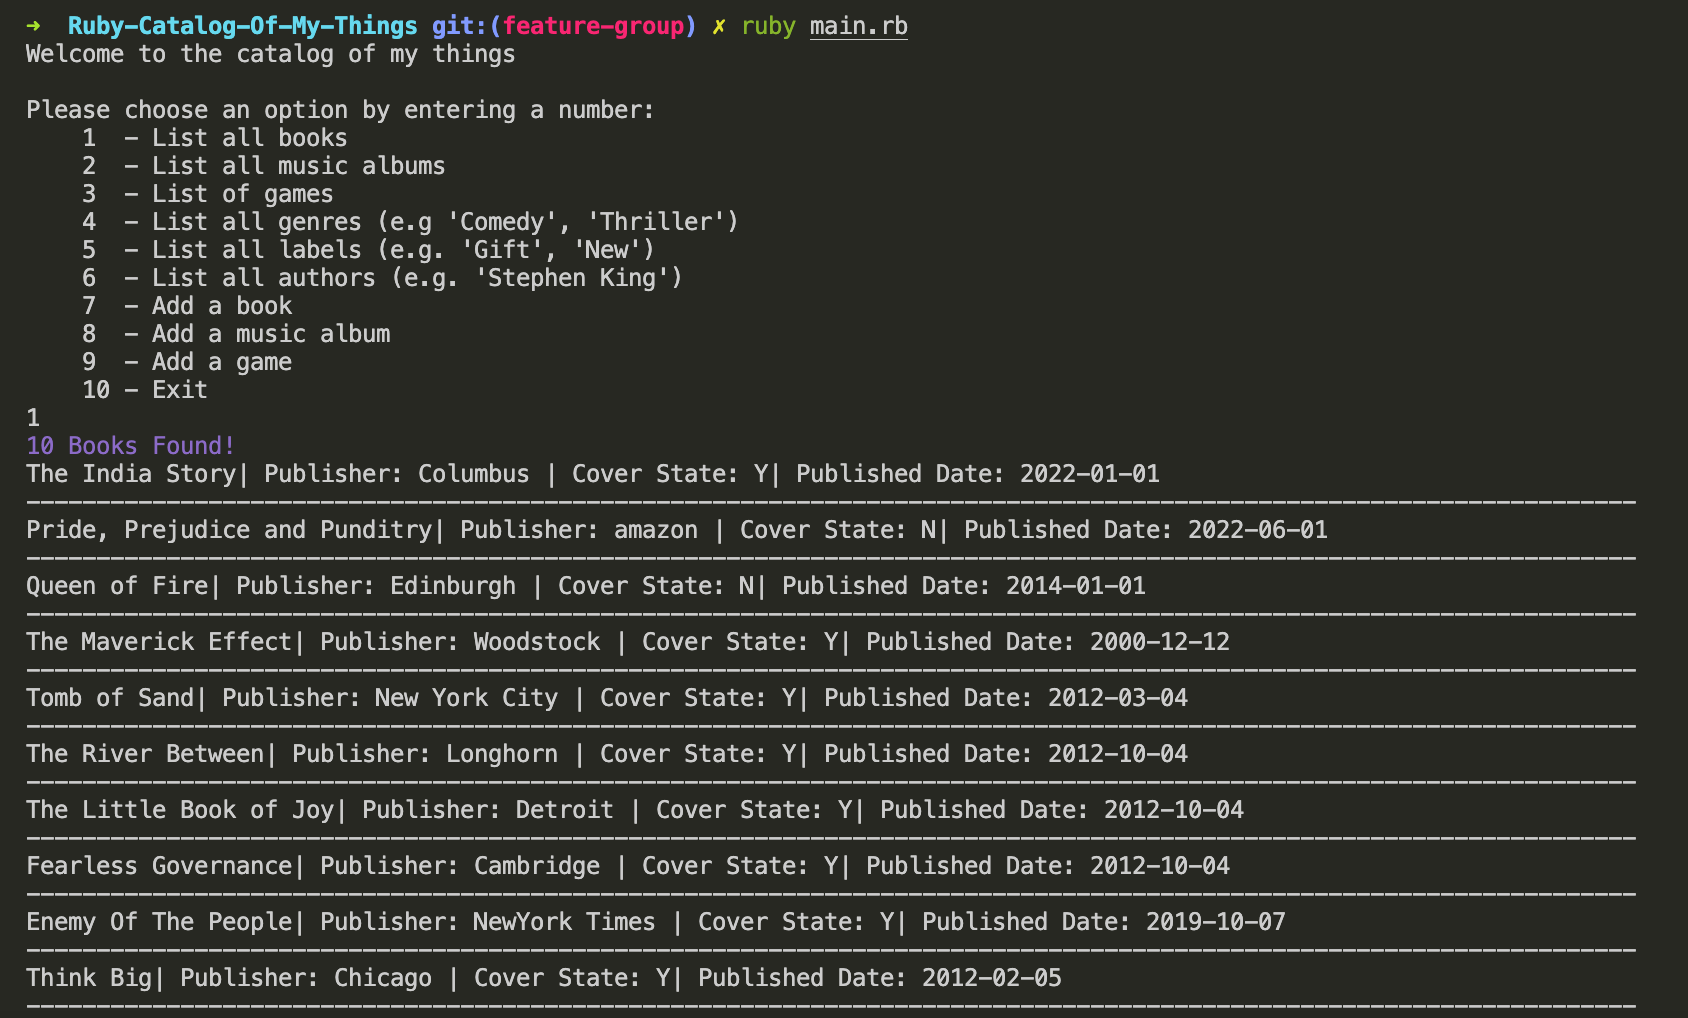 ➜  Ruby-Catalog-Of-My-Things git:(feature-group) ✗ ruby main.rb
Welcome to the catalog of my things

Please choose an option by entering a number:
    1  - List all books
    2  - List all music albums
    3  - List of games
    4  - List all genres (e.g 'Comedy', 'Thriller')
    5  - List all labels (e.g. 'Gift', 'New')
    6  - List all authors (e.g. 'Stephen King')
    7  - Add a book
    8  - Add a music album
    9  - Add a game
    10 - Exit
1
10 Books Found!
The India Story| Publisher: Columbus | Cover State: Y| Published Date: 2022-01-01
-------------------------------------------------------------------------------------------------------------------
Pride, Prejudice and Punditry| Publisher: amazon | Cover State: N| Published Date: 2022-06-01
-------------------------------------------------------------------------------------------------------------------
Queen of Fire| Publisher: Edinburgh | Cover State: N| Published Date: 2014-01-01
-------------------------------------------------------------------------------------------------------------------
The Maverick Effect| Publisher: Woodstock | Cover State: Y| Published Date: 2000-12-12
-------------------------------------------------------------------------------------------------------------------
Tomb of Sand| Publisher: New York City | Cover State: Y| Published Date: 2012-03-04
-------------------------------------------------------------------------------------------------------------------
The River Between| Publisher: Longhorn | Cover State: Y| Published Date: 2012-10-04
-------------------------------------------------------------------------------------------------------------------
The Little Book of Joy| Publisher: Detroit | Cover State: Y| Published Date: 2012-10-04
-------------------------------------------------------------------------------------------------------------------
Fearless Governance| Publisher: Cambridge | Cover State: Y| Published Date: 2012-10-04
-------------------------------------------------------------------------------------------------------------------
Enemy Of The People| Publisher: NewYork Times | Cover State: Y| Published Date: 2019-10-07
-------------------------------------------------------------------------------------------------------------------
Think Big| Publisher: Chicago | Cover State: Y| Published Date: 2012-02-05
-------------------------------------------------------------------------------------------------------------------